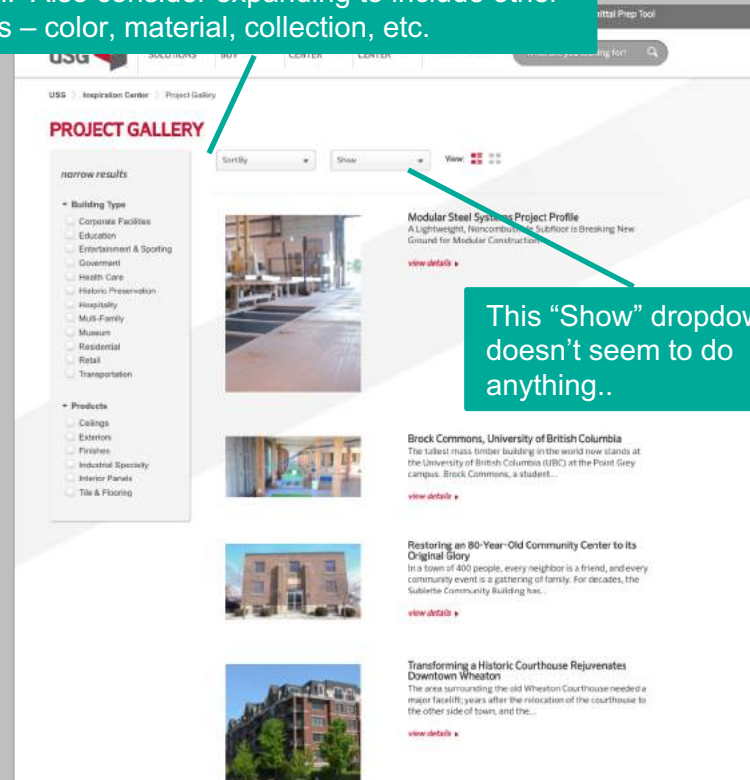 Also consider expanding to include other
s – color, material, collection, etc.
ittal Prep Tool
USG SOLUTIONS BUY CENTER CENTER
looking for?
USG Inspiration Center Project Gallery
PROJECT GALLERY
narrow results
SortBy Show View:
Building Type
Corporate Facilities
Education
Entertainment & Sporting
Goverment
Health Care
Historic Preservation
Hospitality
Multi-Family
Museum
Residential
Retail
Transportation
Products
Ceilings
Exteriors
Finishes
Industrial Specialty
Interior Panels
Tile & Flooring
Modular Steel Systems Project Profile
A Lightweight, Noncombustible Subfloor is Breaking New
Ground for Modular Construction
view details
This “Show” dropdow
doesn’t seem to do
anything..
Brock Commons, University of British Columbia
The tallest mass timber building in the world now stands at
the University of British Columbia (UBC) at the Point Grey
campus. Brock Commons, a student...
view details
Restoring an 80-Year-Old Community Center to its
Original Glory
In a town of 400 people, every neighbor is a friend, and every
community event is a gathering of family. For decades, the
Sublette Community Building has...
view details
Transforming a Historic Courthouse Rejuvenates
Downtown Wheaton
The area surrounding the old Wheaton Courthouse needed a
major facelift; years after the relocation of the courthouse to
the other side of town, and the...
view details